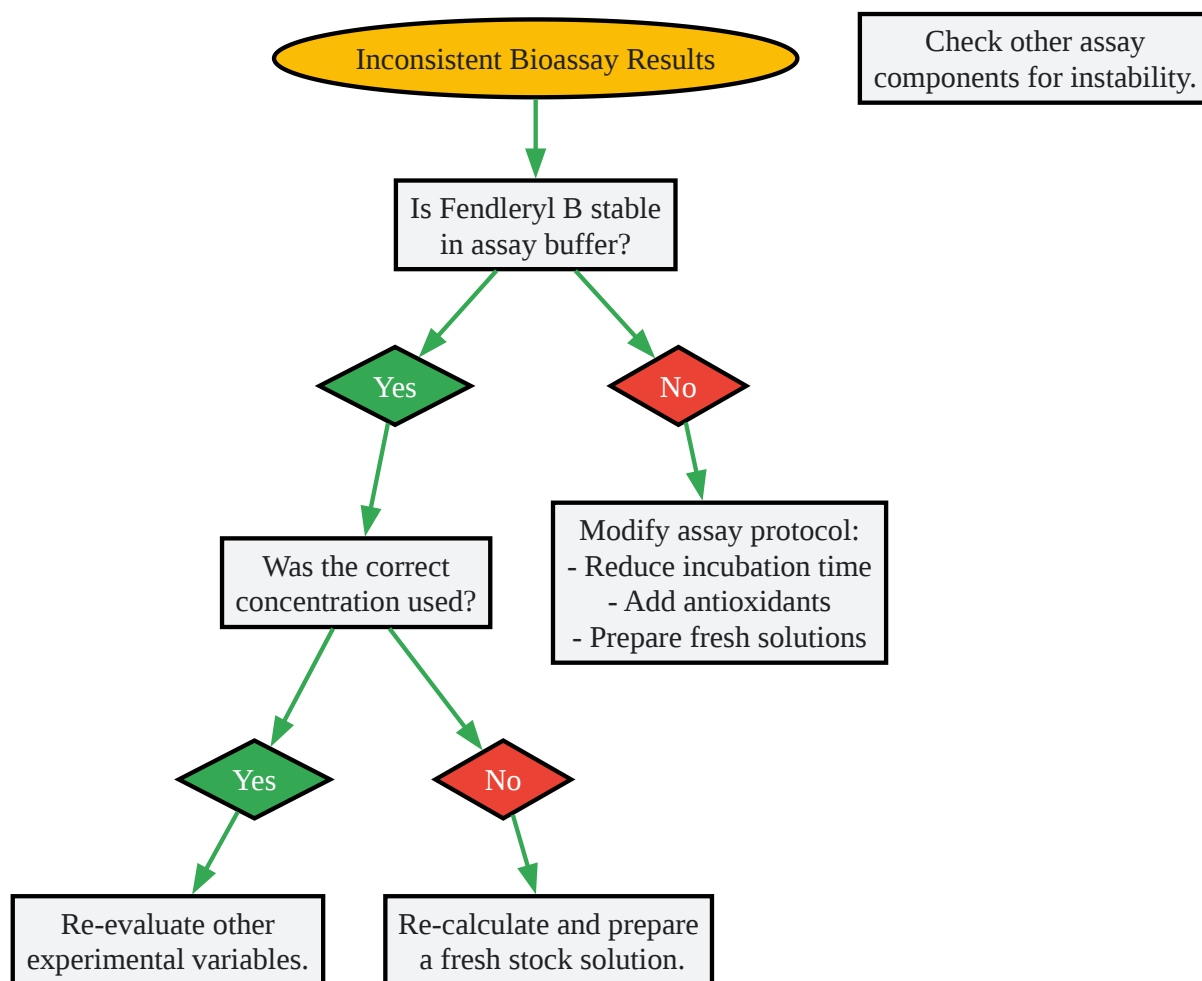 Inconsistent Bioassay Results
Check other assay
components for instability.
Is Fendleryl B stable
in assay buffer?
Yes
No
Modify assay protocol:
- Reduce incubation time
- Add antioxidants
- Prepare fresh solutions
Was the correct
concentration used?
Yes
No
Re-evaluate other
experimental variables.
Re-calculate and prepare
a fresh stock solution.